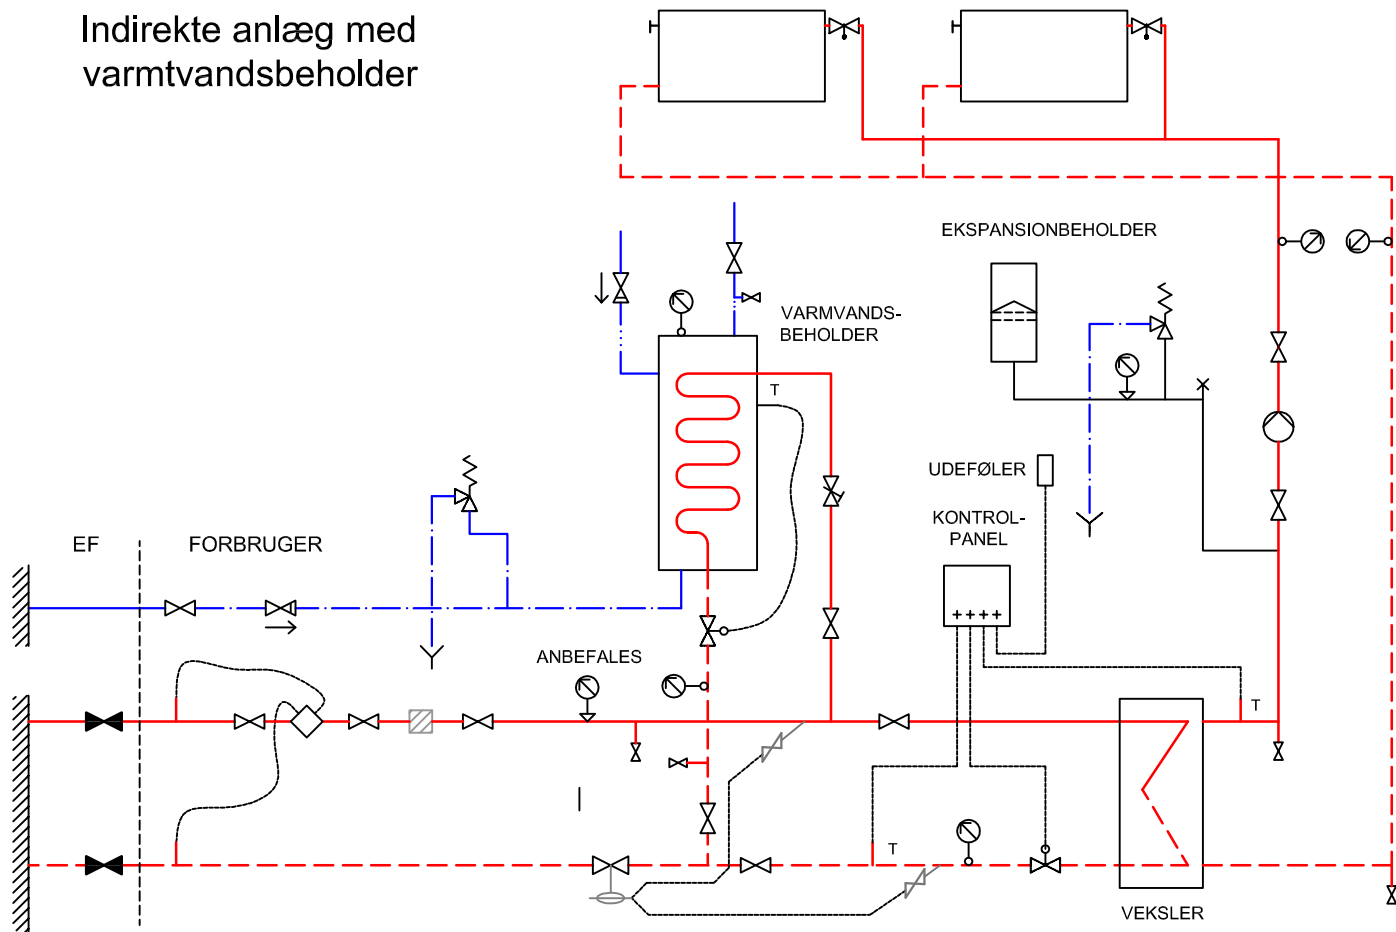 Indirekte anlæg med
varmtvandsbeholder
EKSPANSIONBEHOLDER
VARMVANDS-
BEHOLDER
T
UDEFØLER
KONTROL-
PANEL
EF
FORBRUGER
ANBEFALES
T
T
VEKSLER